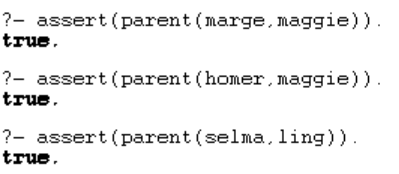 ?- assert(parent(marge,maggie)).
true.
?- assert(parent(homer,maggie)).
true.
?- assert(parent(selma,ling)).
true.